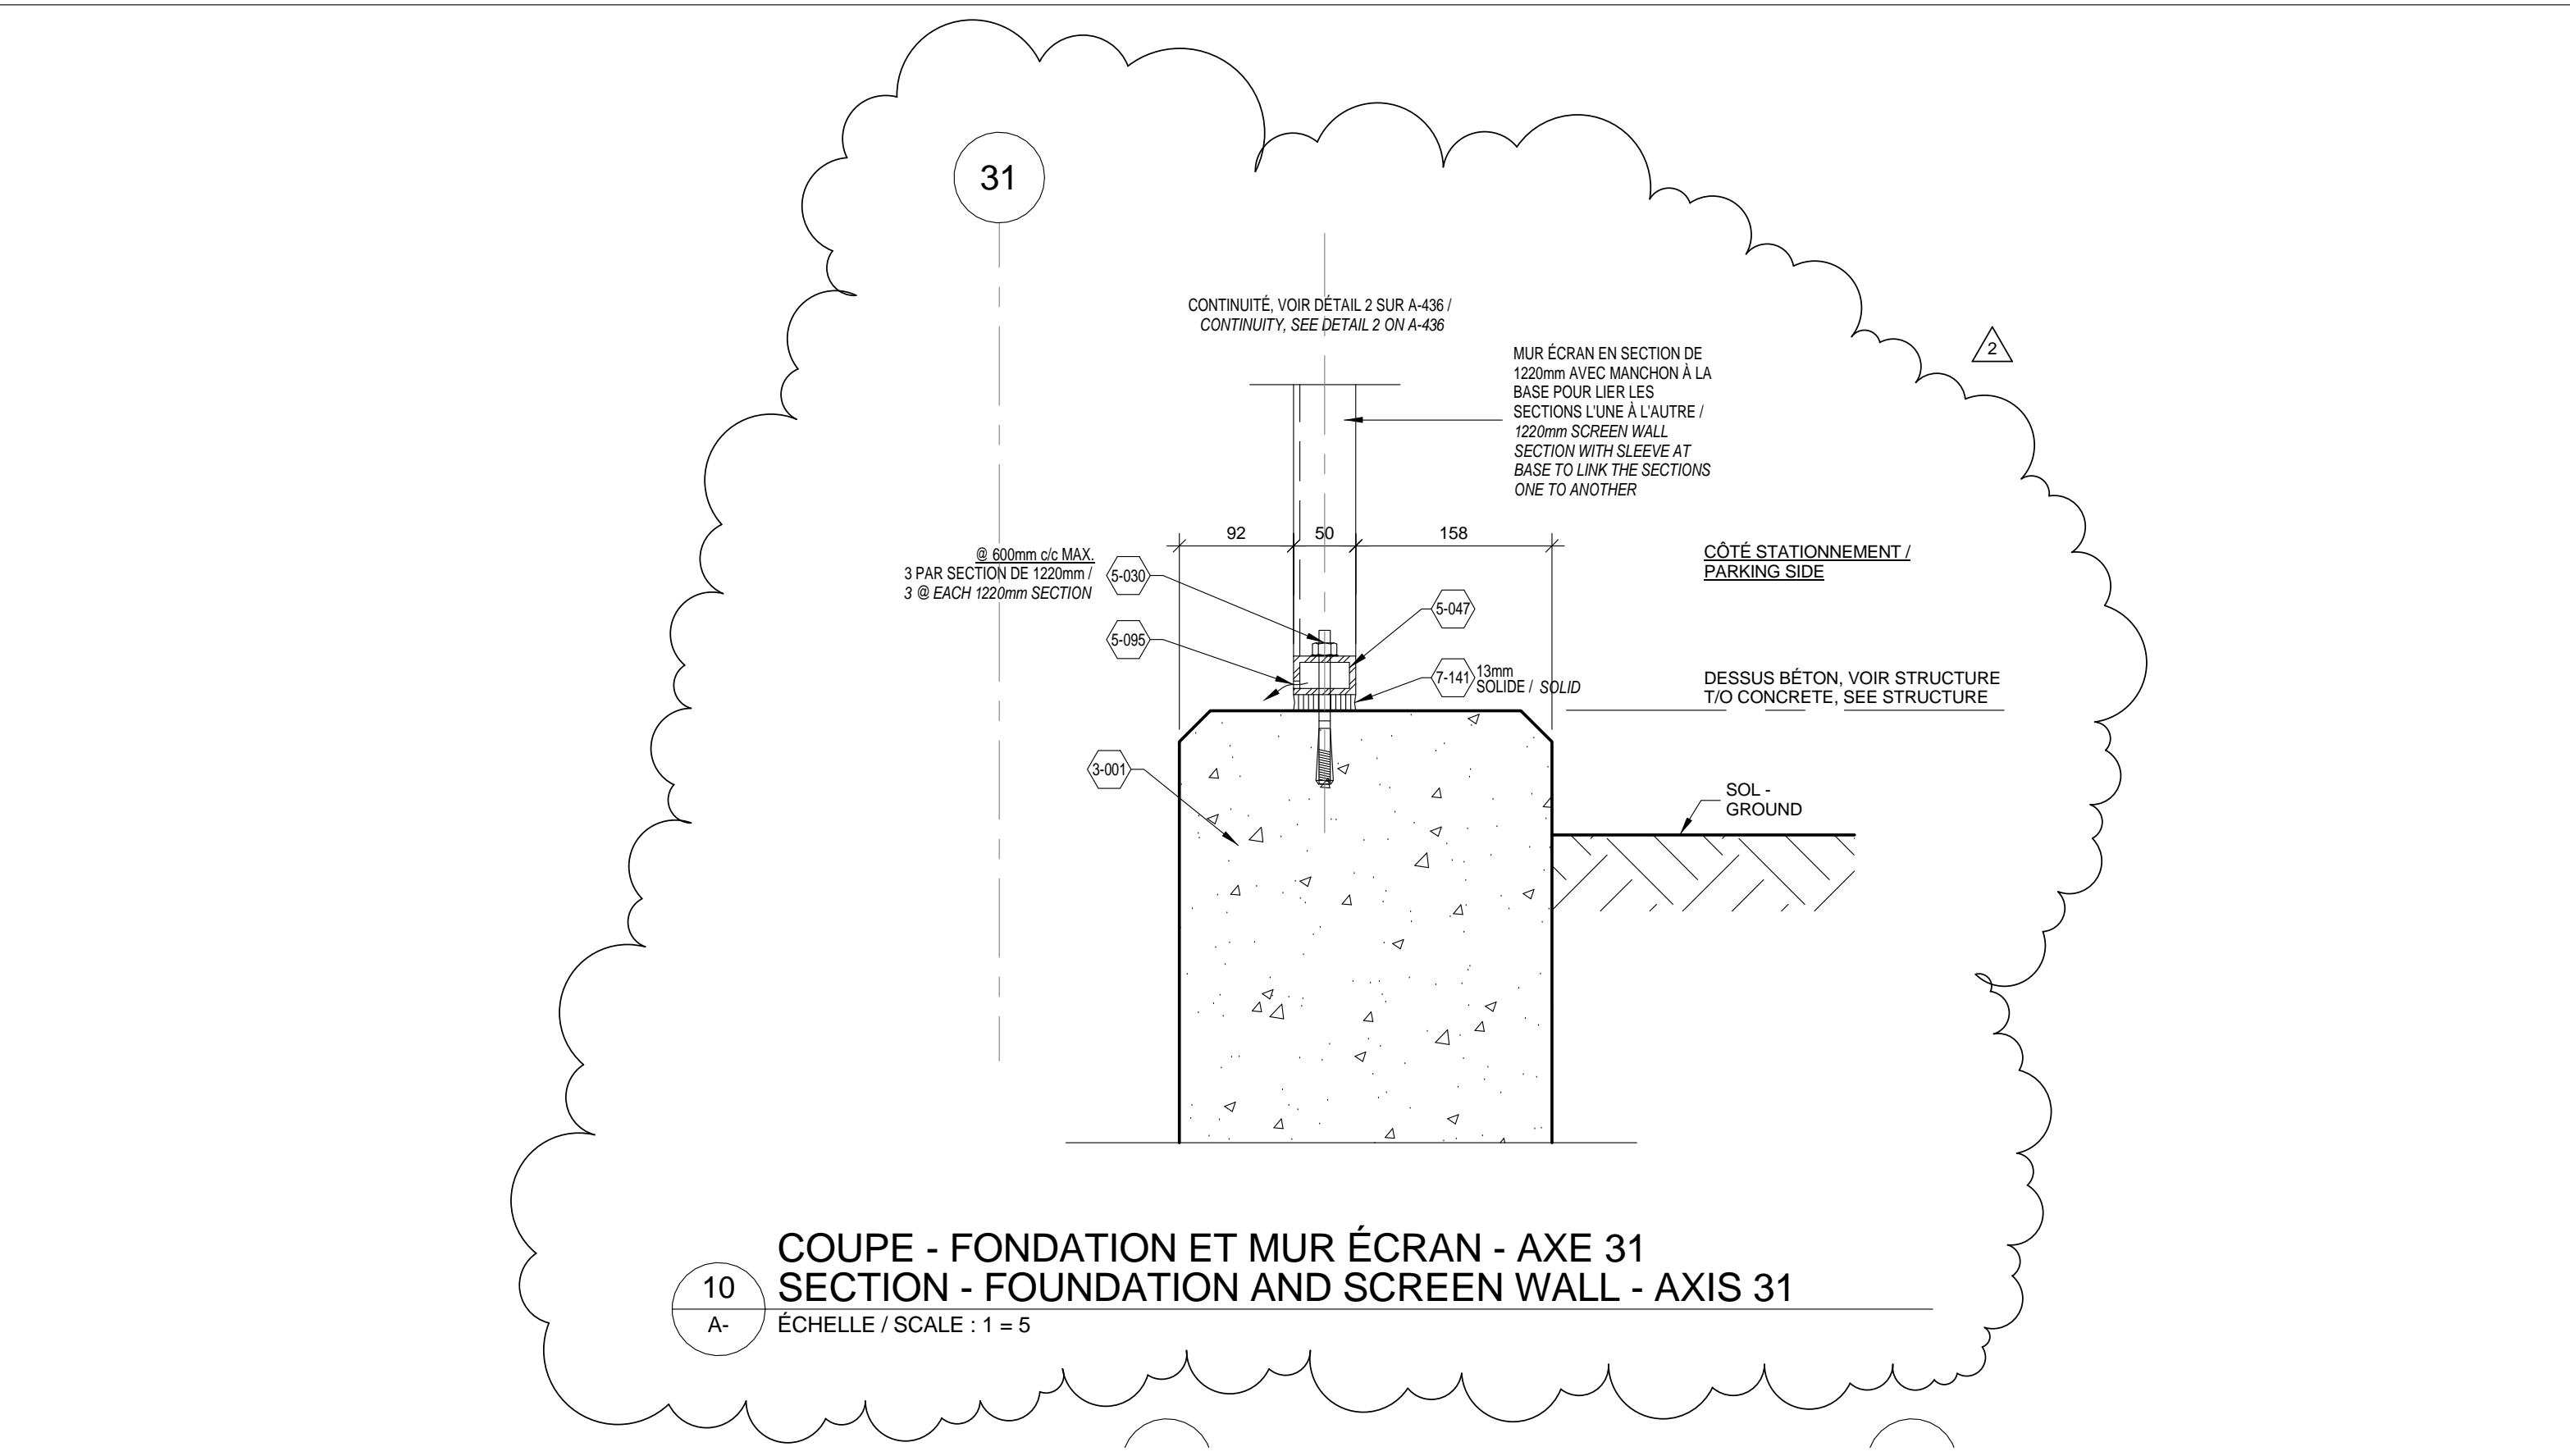 31
CONTINUITÉ, VOIR DÉTAIL 2 SUR A-436 /
CONTINUITY, SEE DETAIL 2 ON A-436
2
MUR ÉCRAN EN SECTION DE
1220mm AVEC MANCHON À LA
BASE POUR LIER LES
SECTIONS L'UNE À L'AUTRE /
1220mm SCREEN WALL
SECTION WITH SLEEVE AT
BASE TO LINK THE SECTIONS
ONE TO ANOTHER
92 50 158
@ 600mm c/c MAX.
3 PAR SECTION DE 1220mm /
3 @ EACH 1220mm SECTION
5-030
CÔTÉ STATIONNEMENT /
PARKING SIDE
5-047
5-095
7-141
13mm
SOLIDE / SOLID
DESSUS BÉTON, VOIR STRUCTURE
T/O CONCRETE, SEE STRUCTURE
3-001
SOL -
GROUND
COUPE - FONDATION ET MUR ÉCRAN - AXE 31
SECTION - FOUNDATION AND SCREEN WALL - AXIS 31
10
A-
ÉCHELLE / SCALE : 1 = 5